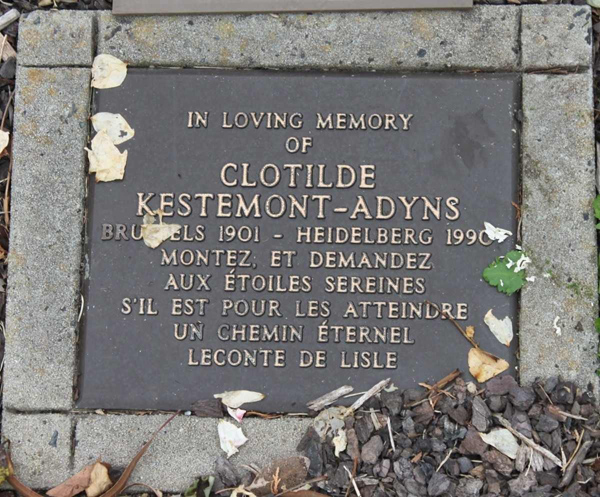 IN LOVING MEMORY
OF
CLOTILDE
KESTEMONT-ADYNS
BRUSSELS 1901 - HEIDELBERG 1990
MONTEZ, ET DEMANDEZ
AUX ÉTOILES SEREINES
S'IL EST POUR LES ATTEINDRE
UN CHEMIN ÉTERNEL
LECONTE DE LISLE